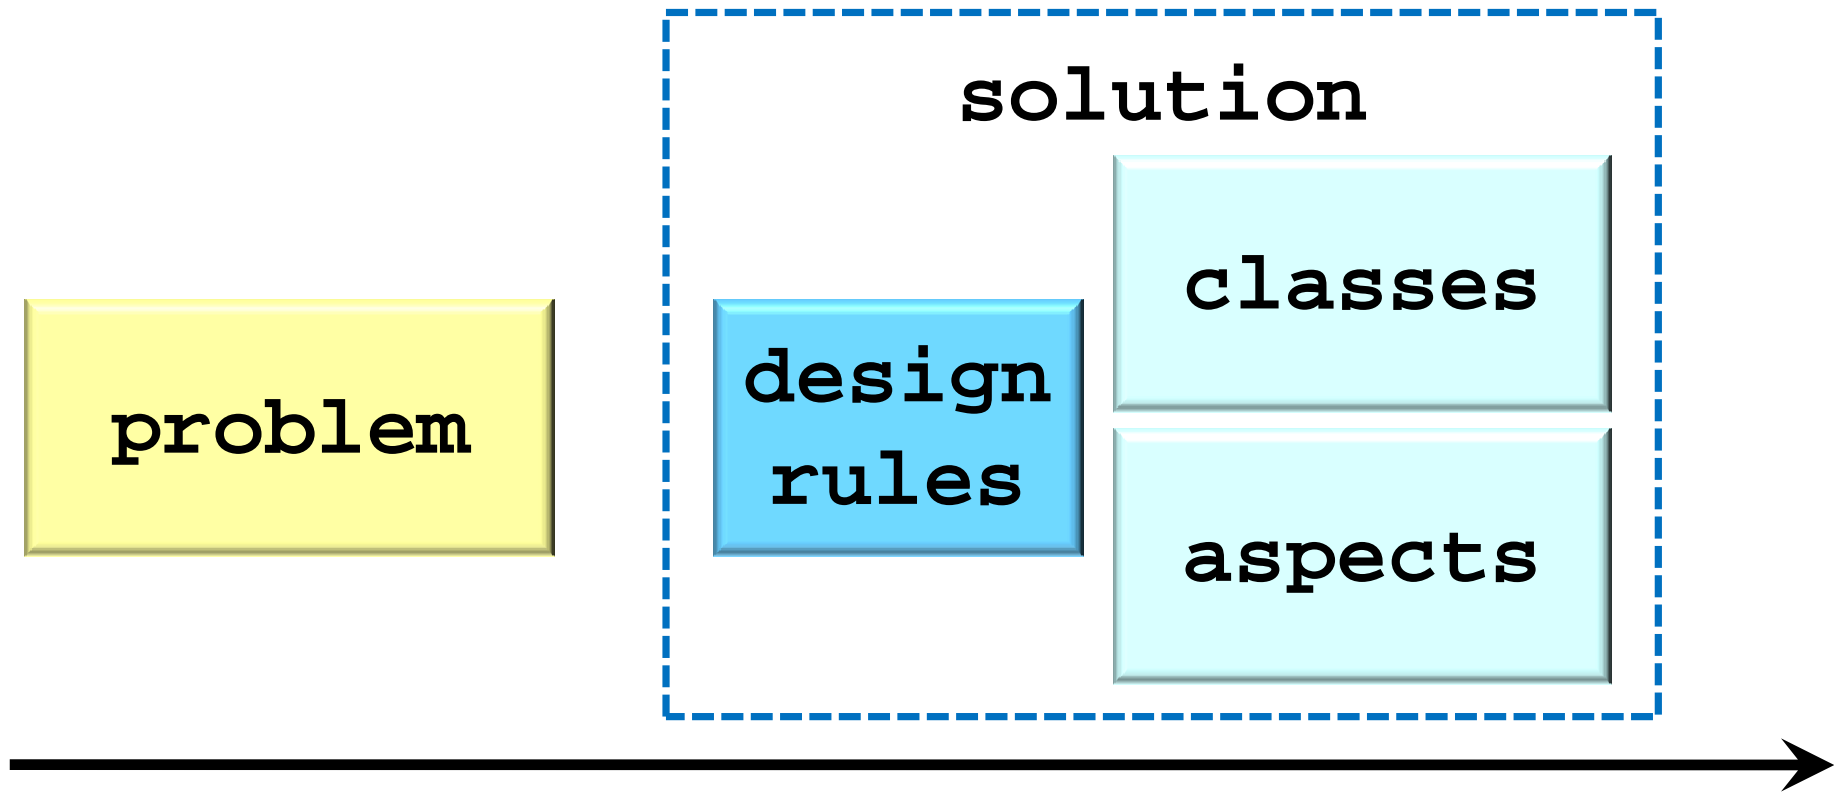 problem
solution
design
rules
classes
aspects